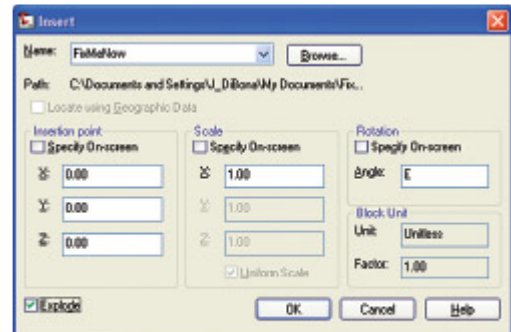 Insert
Name: FixMeNow Browse...
Path: C:\Documents and Settings\J_DiBona\My Documents\Fix...
Locate using Geographic Data
Insertion point Scale Rotation
Specify On-screen Specify On-screen Specify On-screen
X: 0.00 X: 1.00 Angle: E
Y: 0.00 Y: 1.00 Block Unit
Z: 0.00 Z: 1.00 Unit: Unitless
Uniform Scale Factor: 1.00
Explode OK Cancel Help